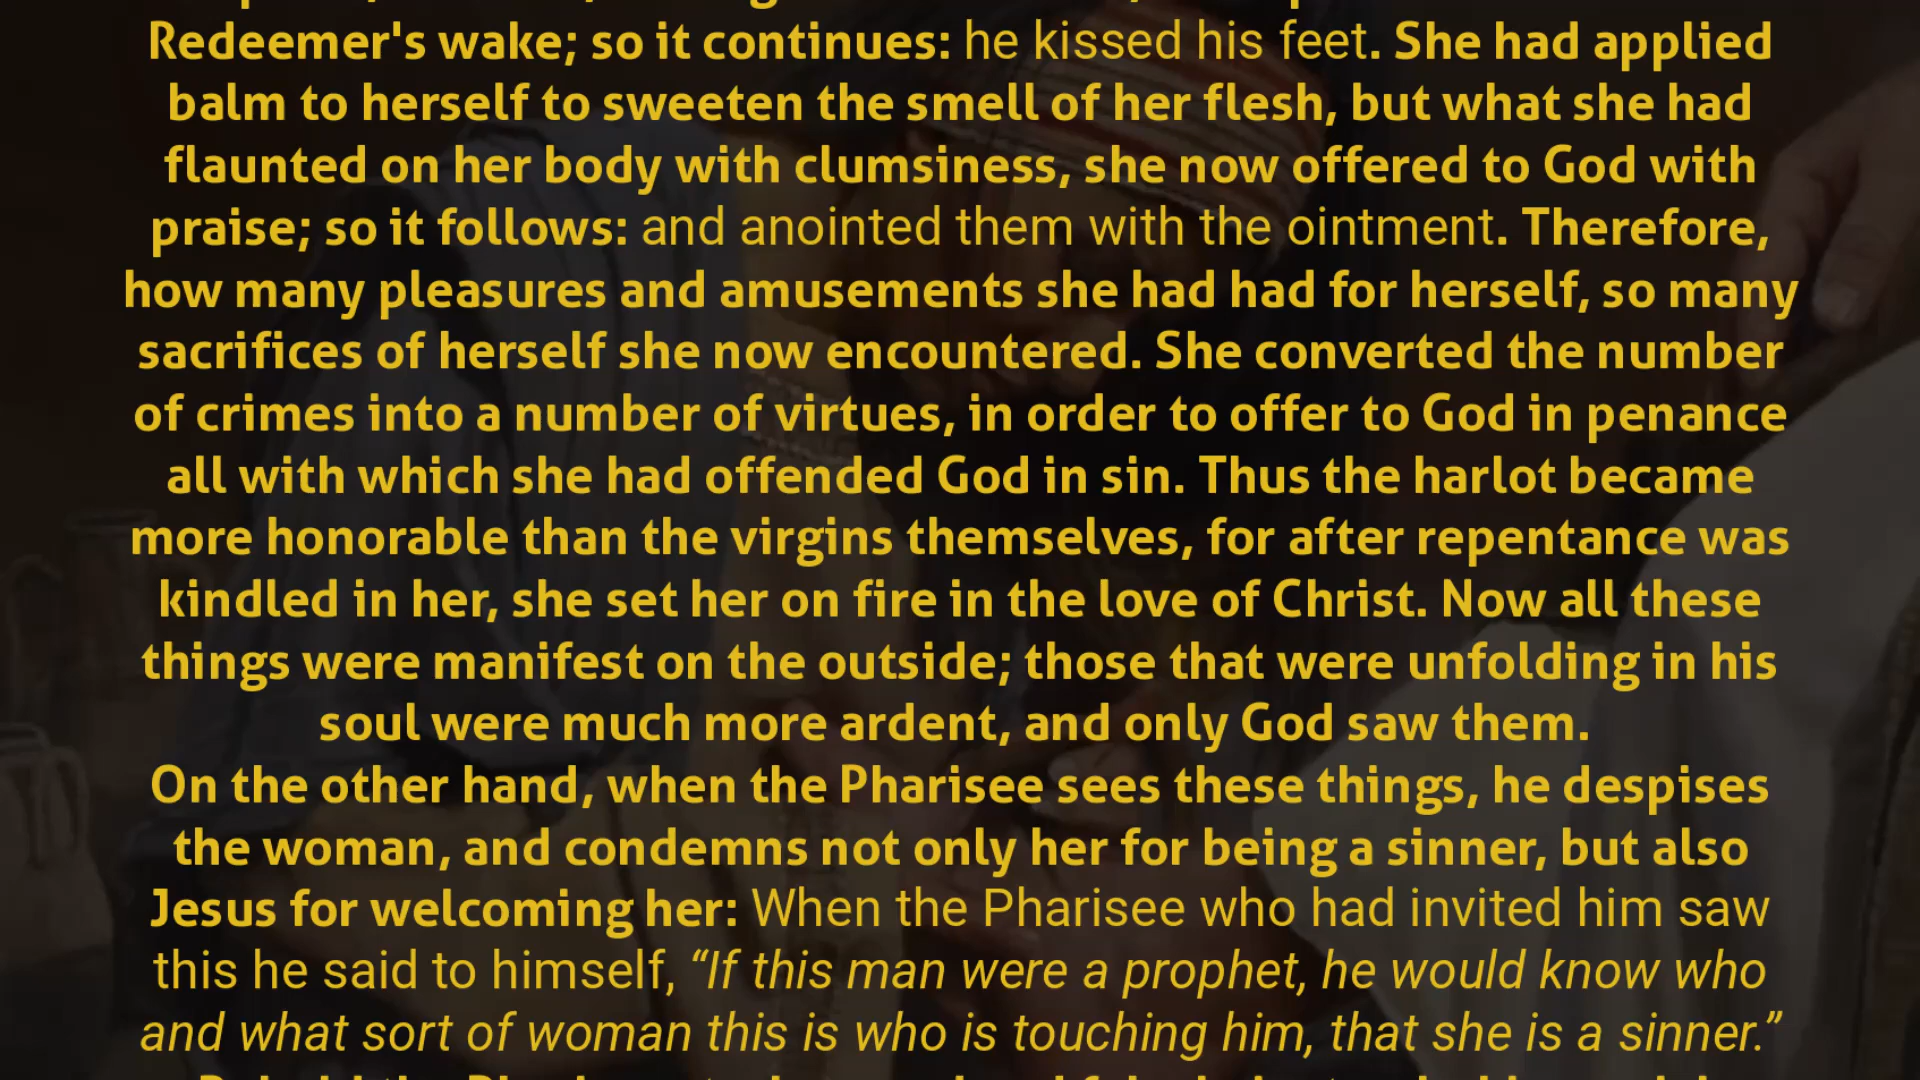 Redeemer's wake; so it continues: he kissed his feet. She had applied
balm to herself to sweeten the smell of her flesh, but what she had
flaunted on her body with clumsiness, she now offered to God with
praise; so it follows: and anointed them with the ointment. Therefore,
how many pleasures and amusements she had had for herself, so many
sacrifices of herself she now encountered. She converted the number
of crimes into a number of virtues, in order to offer to God in penance
all with which she had offended God in sin. Thus the harlot became
more honorable than the virgins themselves, for after repentance was
kindled in her, she set her on fire in the love of Christ. Now all these
things were manifest on the outside; those that were unfolding in his
soul were much more ardent, and only God saw them.
On the other hand, when the Pharisee sees these things, he despises
the woman, and condemns not only her for being a sinner, but also
Jesus for welcoming her: When the Pharisee who had invited him saw
this he said to himself, “If this man were a prophet, he would know who
and what sort of woman this is who is touching him, that she is a sinner.”